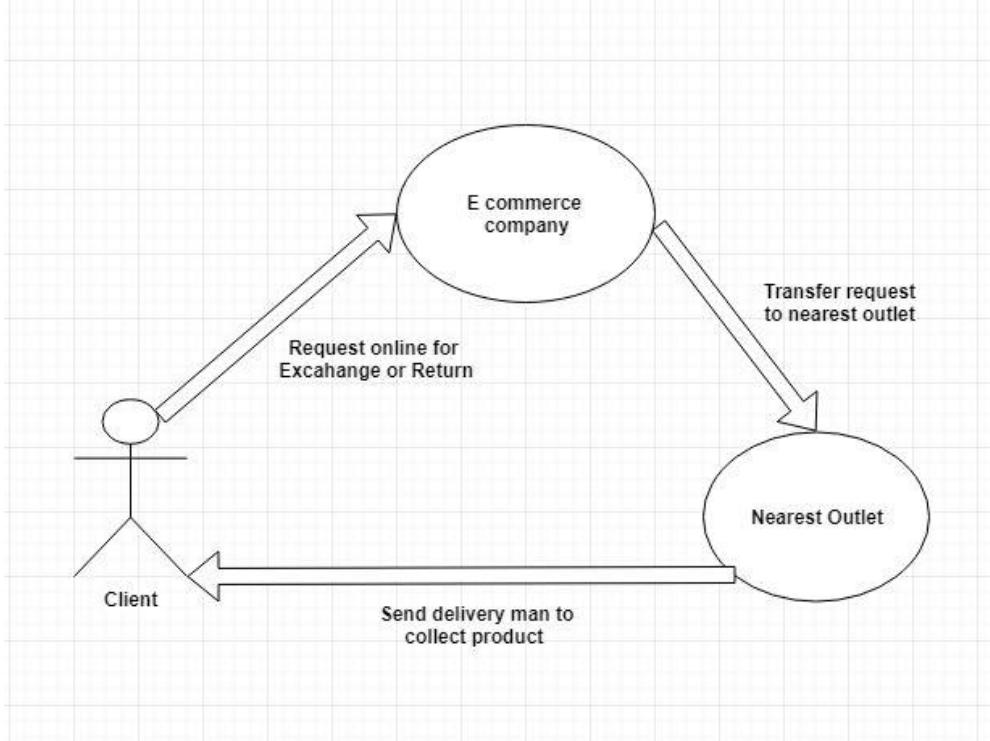 E commerce
company
Transfer request
to nearest outlet
Request online for
Excahange or Return
Nearest Outlet
Client
Send delivery man to
collect product